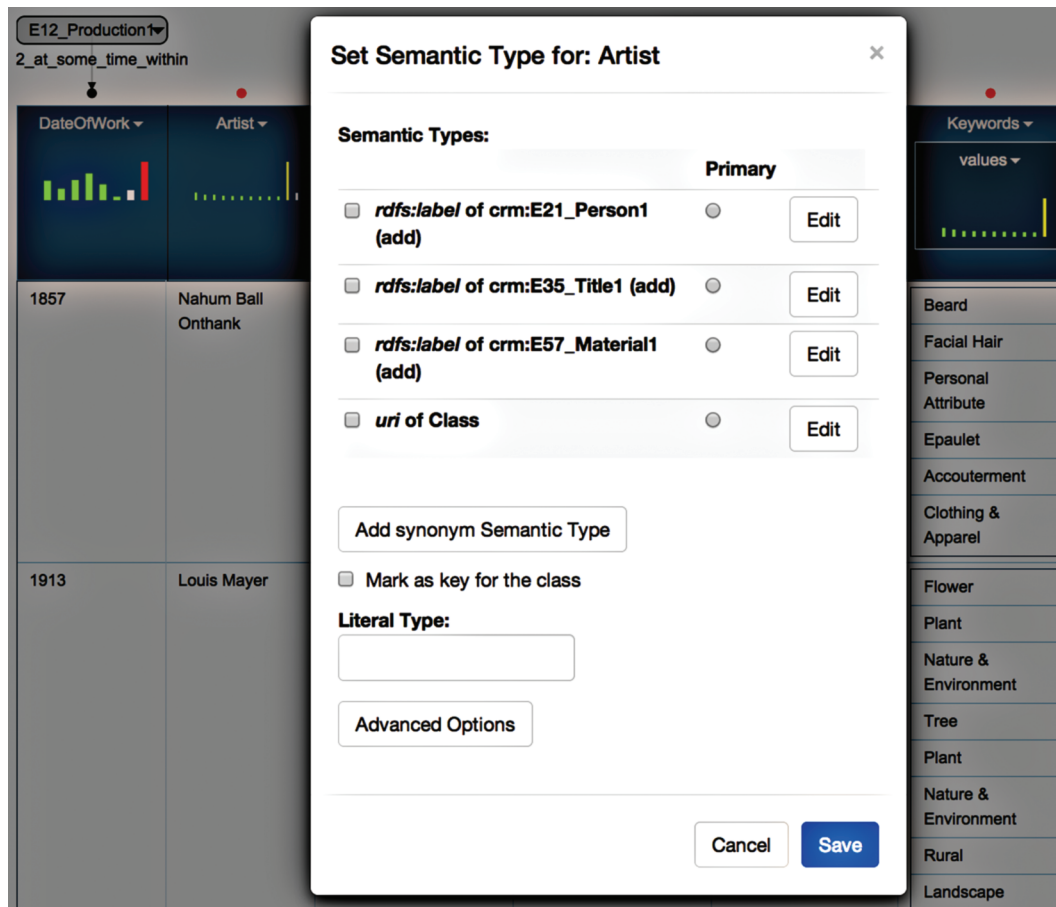 E12_Production1
2_at_some_time_within
DateOfWork
Artist
1857
Nahum Ball
Onthank
1913
Louis Mayer
Set Semantic Type for: Artist
×
Semantic Types:
Primary
rdfs:label of crm:E21_Person1
(add)
Edit
rdfs:label of crm:E35_Title1 (add)
Edit
rdfs:label of crm:E57_Material1
(add)
Edit
uri of Class
Edit
Add synonym Semantic Type
Mark as key for the class
Literal Type:
Advanced Options
Cancel
Save
Keywords
values
Beard
Facial Hair
Personal
Attribute
Epaulet
Accouterment
Clothing &
Apparel
Flower
Plant
Nature &
Environment
Tree
Plant
Nature &
Environment
Rural
Landscape